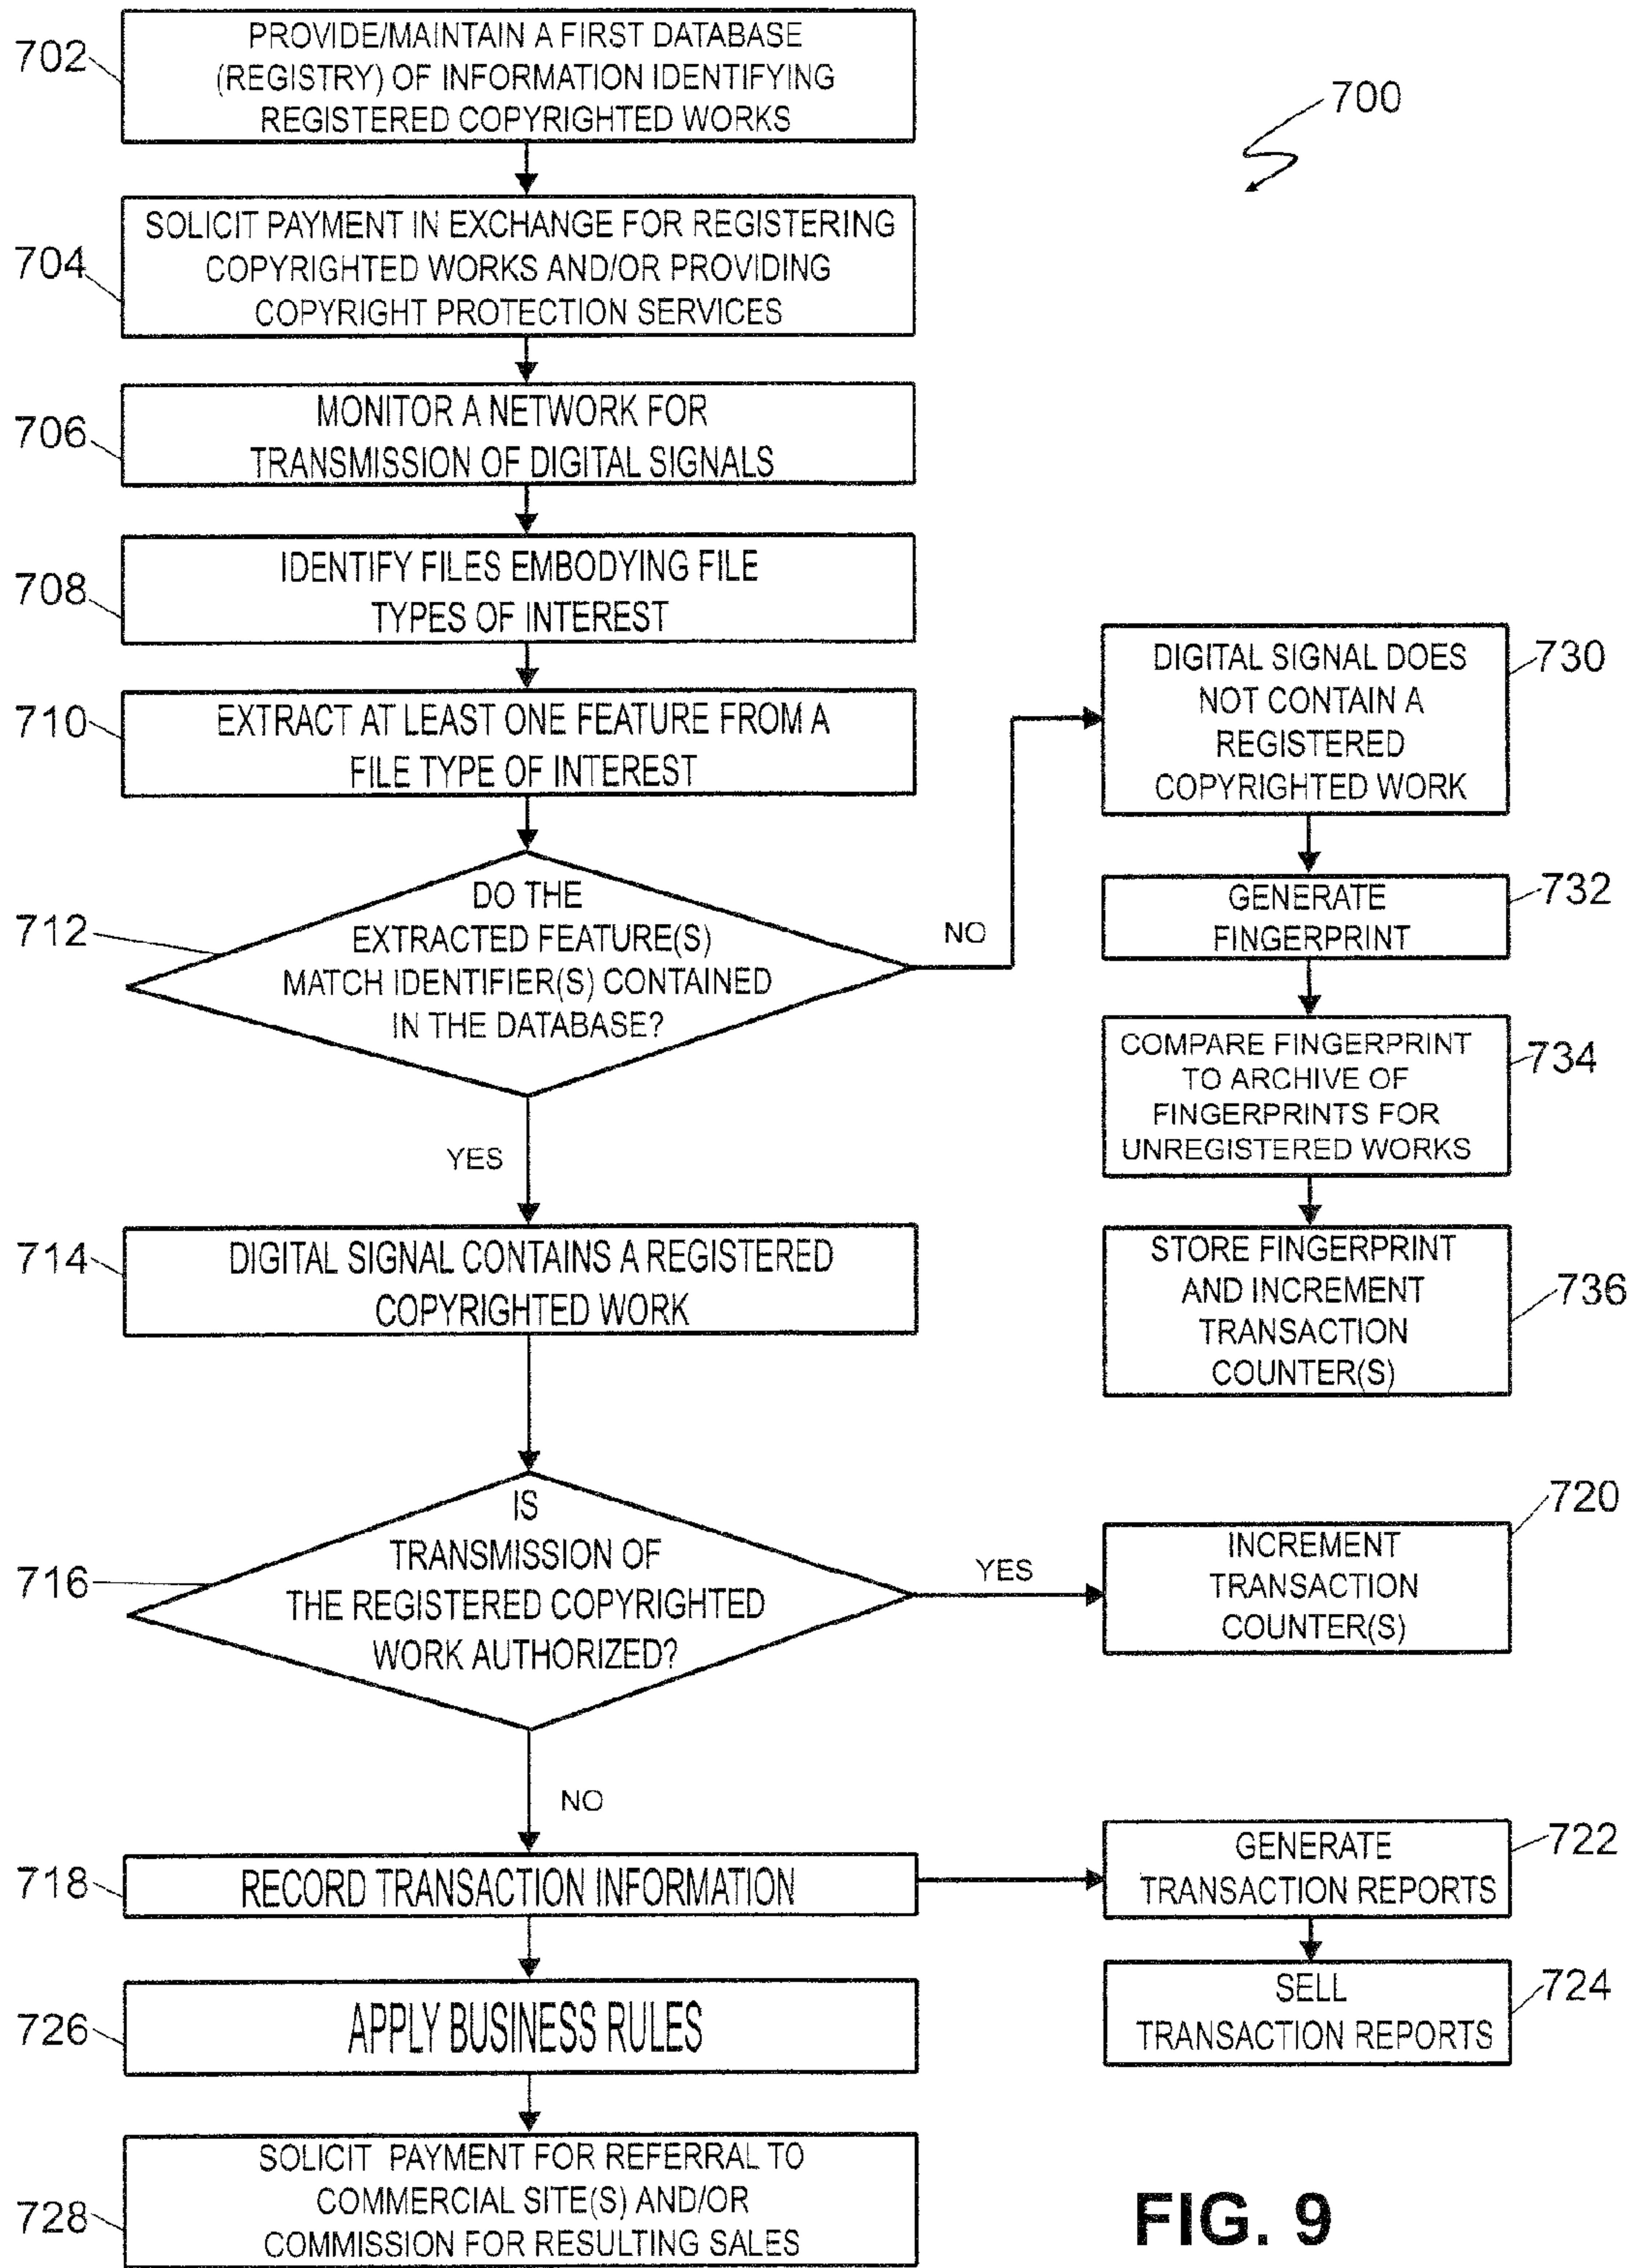 702
PROVIDE/MAINTAIN A FIRST DATABASE
(REGISTRY) OF INFORMATION IDENTIFYING
REGISTERED COPYRIGHTED WORKS
700
704
SOLICIT PAYMENT IN EXCHANGE FOR REGISTERING
COPYRIGHTED WORKS AND/OR PROVIDING
COPYRIGHT PROTECTION SERVICES
706
MONITOR A NETWORK FOR
TRANSMISSION OF DIGITAL SIGNALS
708
IDENTIFY FILES EMBODYING FILE
TYPES OF INTEREST
710
EXTRACT AT LEAST ONE FEATURE FROM A
FILE TYPE OF INTEREST
712
DO THE
EXTRACTED FEATURE(S)
MATCH IDENTIFIER(S) CONTAINED
IN THE DATABASE?
NO
730
DIGITAL SIGNAL DOES
NOT CONTAIN A
REGISTERED
COPYRIGHTED WORK
732
GENERATE
FINGERPRINT
734
COMPARE FINGERPRINT
TO ARCHIVE OF
FINGERPRINTS FOR
UNREGISTERED WORKS
736
STORE FINGERPRINT
AND INCREMENT
TRANSACTION
COUNTER(S)
YES
714
DIGITAL SIGNAL CONTAINS A REGISTERED
COPYRIGHTED WORK
716
IS
TRANSMISSION OF
THE REGISTERED COPYRIGHTED
WORK AUTHORIZED?
YES
720
INCREMENT
TRANSACTION
COUNTER(S)
NO
718
RECORD TRANSACTION INFORMATION
722
GENERATE
TRANSACTION REPORTS
724
SELL
TRANSACTION REPORTS
726
APPLY BUSINESS RULES
728
SOLICIT PAYMENT FOR REFERRAL TO
COMMERCIAL SITE(S) AND/OR
COMMISSION FOR RESULTING SALES
FIG. 9